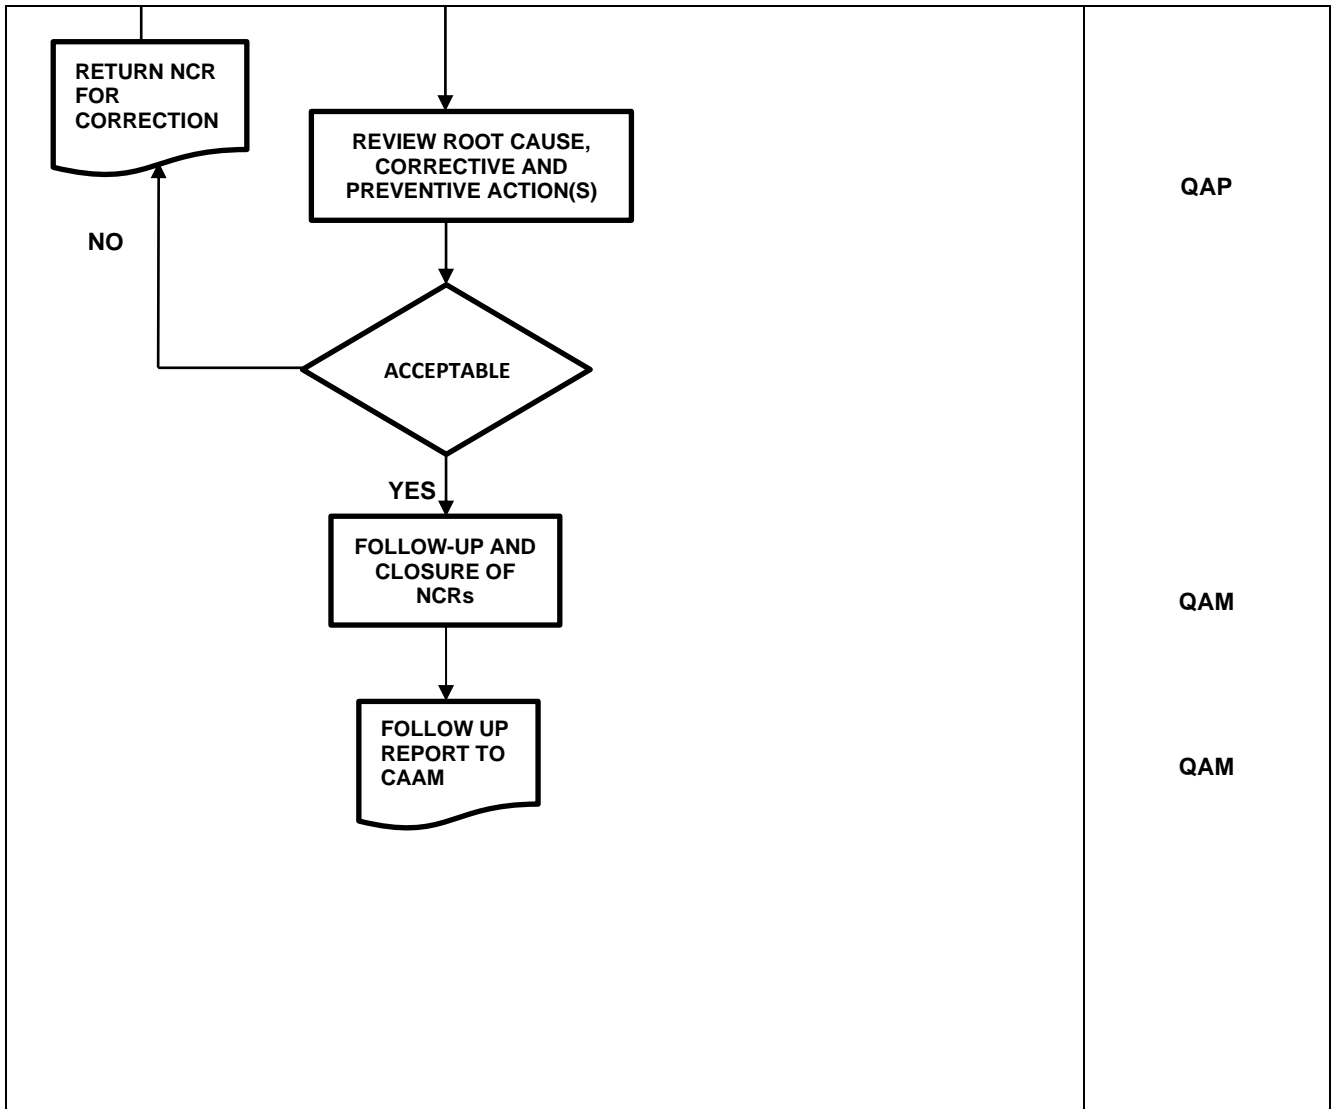 RETURN NCR
FOR
CORRECTION
REVIEW ROOT CAUSE,
CORRECTIVE AND
PREVENTIVE ACTION(S)
QAP
NO
ACCEPTABLE
YES
FOLLOW-UP AND
CLOSURE OF
NCRs
QAM
FOLLOW UP
REPORT TO
CAAM
QAM